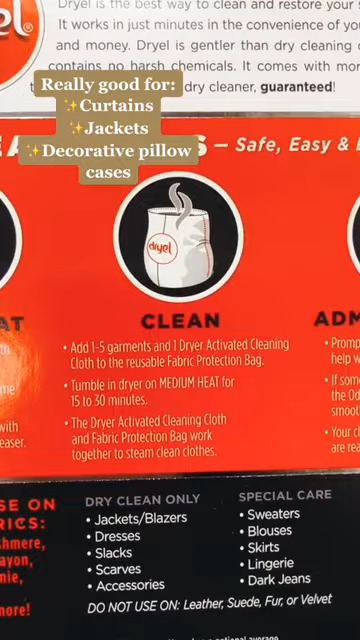 Dryel is the best way to clean and restore your
It works in just minutes in the convenience of yo
and money. Dryel is gentler than dry cleaning
contains no harsh chemicals. It comes with mor
dry cleaner, guaranteed!
Really good for:
✨Curtains
✨Jackets
✨Decorative pillow
cases
S – Safe, Easy &
dryel
AT
CLEAN
ADM
• Add 1-5 garments and 1 Dryer Activated Cleaning
Cloth to the reusable Fabric Protection Bag.
• Tumble in dryer on MEDIUM HEAT for
15 to 30 minutes.
• The Dryer Activated Cleaning Cloth
and Fabric Protection Bag work
together to steam clean clothes.
• Promp
help w
• If som
the Od
smoot
• Your cl
are rea
with
easer.
SE ON
RICS:
shmere,
ayon,
nie,
more!
DRY CLEAN ONLY
• Jackets/Blazers
• Dresses
• Slacks
• Scarves
• Accessories
SPECIAL CARE
• Sweaters
• Blouses
• Skirts
• Lingerie
• Dark Jeans
DO NOT USE ON: Leather, Suede, Fur, or Velvet